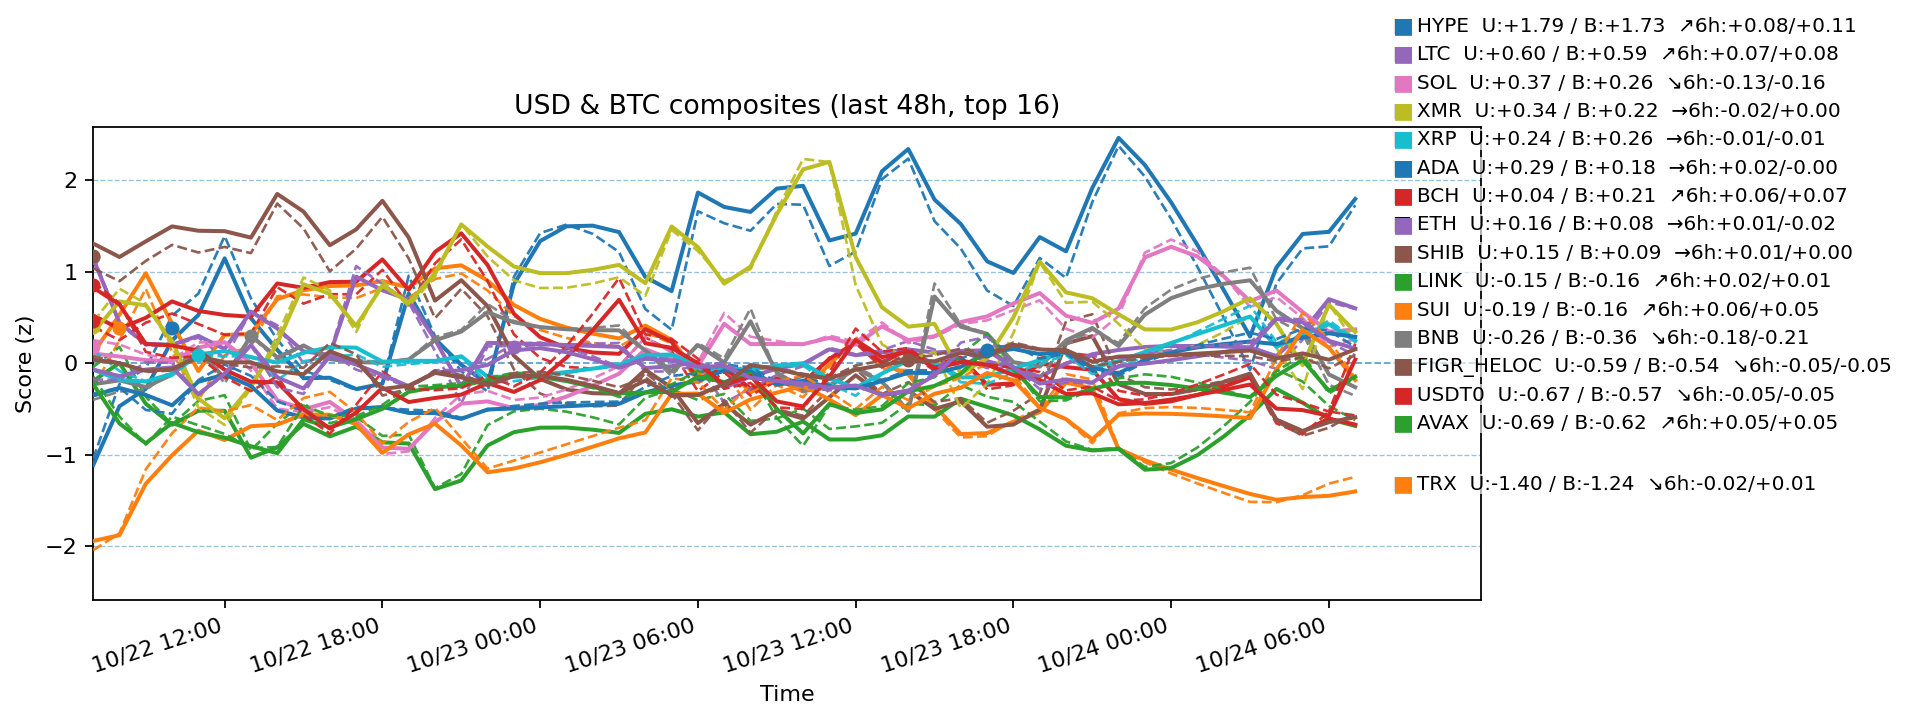 USD & BTC composites (last 48h, top 16)
HYPE U:+1.79 / B:+1.73 ↗6h:+0.08/+0.11
LTC U:+0.60 / B:+0.59 ↗6h:+0.07/+0.08
SOL U:+0.37 / B:+0.26 ↘6h:-0.13/-0.16
XMR U:+0.34 / B:+0.22 →6h:-0.02/+0.00
XRP U:+0.24 / B:+0.26 →6h:-0.01/-0.01
ADA U:+0.29 / B:+0.18 →6h:+0.02/-0.00
BCH U:+0.04 / B:+0.21 ↗6h:+0.06/+0.07
ETH U:+0.16 / B:+0.08 →6h:+0.01/-0.02
SHIB U:+0.15 / B:+0.09 →6h:+0.01/+0.00
LINK U:-0.15 / B:-0.16 ↗6h:+0.02/+0.01
SUI U:-0.19 / B:-0.16 ↗6h:+0.06/+0.05
BNB U:-0.26 / B:-0.36 ↘6h:-0.18/-0.21
FIGR_HELOC U:-0.59 / B:-0.54 ↘6h:-0.05/-0.05
USDT0 U:-0.67 / B:-0.57 ↘6h:-0.05/-0.05
AVAX U:-0.69 / B:-0.62 ↗6h:+0.05/+0.05
TRX U:-1.40 / B:-1.24 ↘6h:-0.02/+0.01
Score (z)
2
1
0
−1
−2
10/22 12:00
10/22 18:00
10/23 00:00
10/23 06:00
10/23 12:00
10/23 18:00
10/24 00:00
10/24 06:00
Time